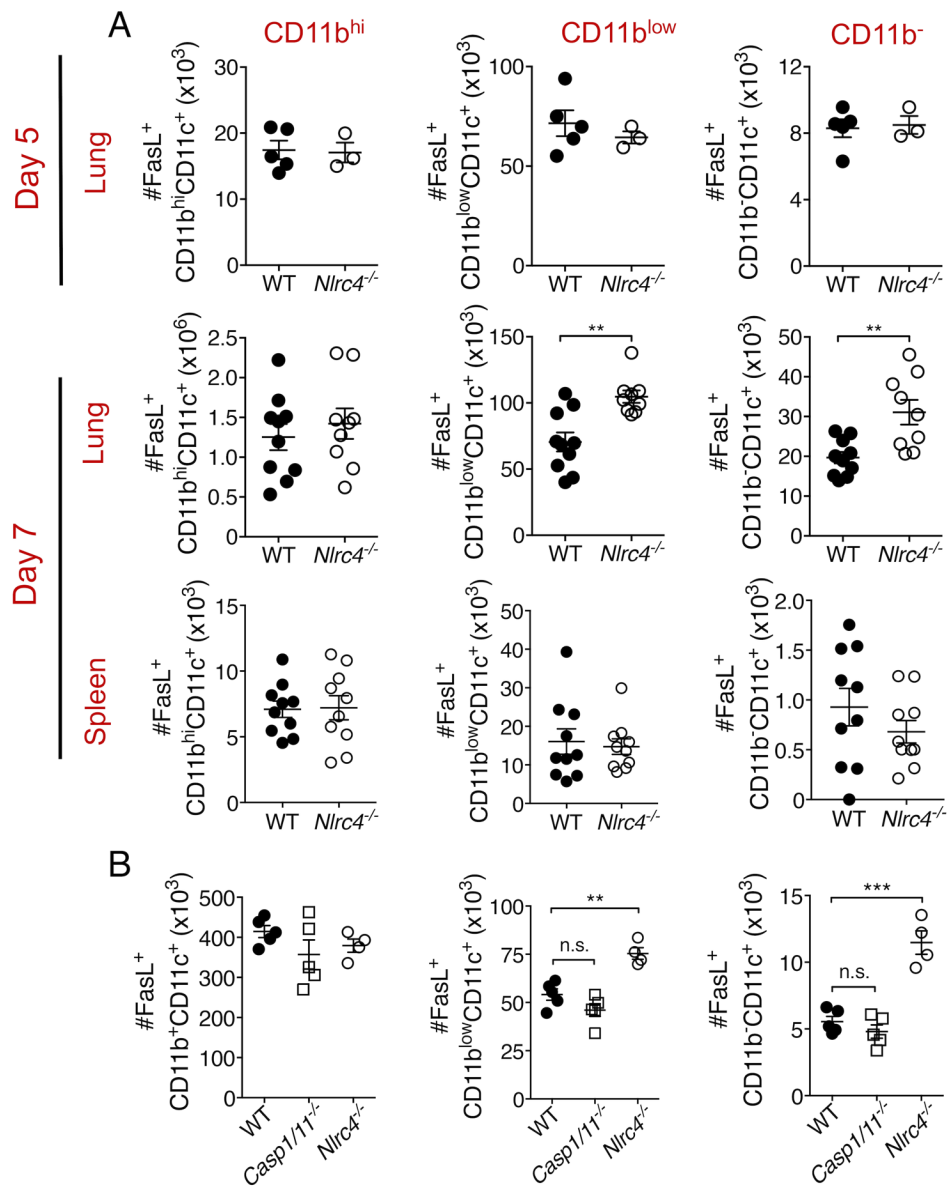 A
CD11b^hi CD11b^low CD11b^-
Day 5
Lung
#FasL^+
CD11b^hiCD11c^+ (x10^3)
30
20
10
0
WT Nlrc4^-/-
#FasL^+
CD11b^lowCD11c^+ (x10^3)
100
50
0
WT Nlrc4^-/-
#FasL^+
CD11b^-CD11c^+ (x10^3)
12
8
4
0
WT Nlrc4^-/-
Day 7
Lung
#FasL^+
CD11b^hiCD11c^+ (x10^6)
2.5
2.0
1.5
1.0
0.5
0
WT Nlrc4^-/-
#FasL^+
CD11b^lowCD11c^+ (x10^3)
150
100
50
0
**
WT Nlrc4^-/-
#FasL^+
CD11b^-CD11c^+ (x10^3)
50
40
30
20
10
0
**
WT Nlrc4^-/-
Spleen
#FasL^+
CD11b^hiCD11c^+ (x10^3)
15
10
5
0
WT Nlrc4^-/-
#FasL^+
CD11b^lowCD11c^+ (x10^3)
50
40
30
20
10
0
WT Nlrc4^-/-
#FasL^+
CD11b^-CD11c^+ (x10^3)
2.0
1.5
1.0
0.5
0
WT Nlrc4^-/-
B
#FasL^+
CD11b^+CD11c^+ (x10^3)
500
400
300
200
100
0
WT
Casp1/11^-/-
Nlrc4^-/-
#FasL^+
CD11b^lowCD11c^+ (x10^3)
100
75
50
25
0
**
n.s.
WT
Casp1/11^-/-
Nlrc4^-/-
#FasL^+
CD11b^-CD11c^+ (x10^3)
15
10
5
0
***
n.s.
WT
Casp1/11^-/-
Nlrc4^-/-